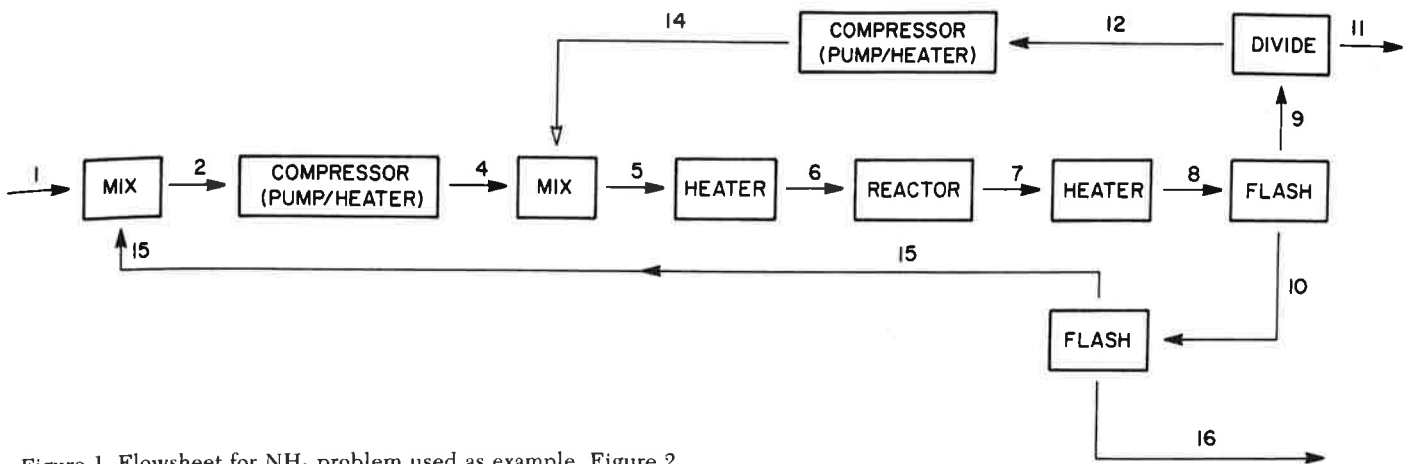 14
COMPRESSOR
(PUMP/HEATER)
12
DIVIDE
11
9
1
MIX
2
COMPRESSOR
(PUMP/HEATER)
4
MIX
5
HEATER
6
REACTOR
7
HEATER
8
FLASH
15
15
10
FLASH
16
Figure 1. Flowsheet for NH₃ problem used as example, Figure 2.